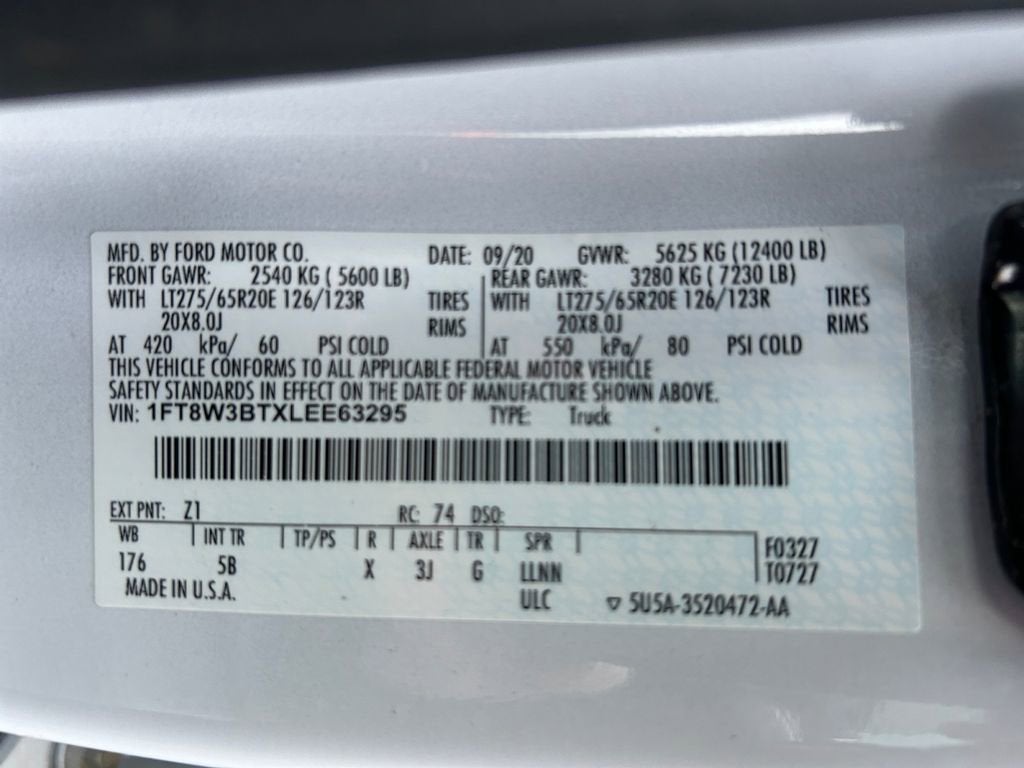 MFD. BY FORD MOTOR CO. DATE: 09/20 GVWR: 5625 KG (12400 LB)
FRONT GAWR: 2540 KG ( 5600 LB) REAR GAWR: 3280 KG ( 7230 LB)
WITH LT275/65R20E 126/123R TIRES WITH LT275/65R20E 126/123R TIRES
20X8.0J RIMS 20X8.0J RIMS
AT 420 kPa/ 60 PSI COLD AT 550 kPa/ 80 PSI COLD
THIS VEHICLE CONFORMS TO ALL APPLICABLE FEDERAL MOTOR VEHICLE
SAFETY STANDARDS IN EFFECT ON THE DATE OF MANUFACTURE SHOWN ABOVE.
VIN: 1FT8W3BTXLEE63295 TYPE: Truck
EXT PNT: Z1 RC: 74 DSO:
WB INT TR TP/PS R AXLE TR SPR F0327
176 5B X 3J G LLNN T0727
MADE IN U.S.A. ULC 5U5A-3520472-AA